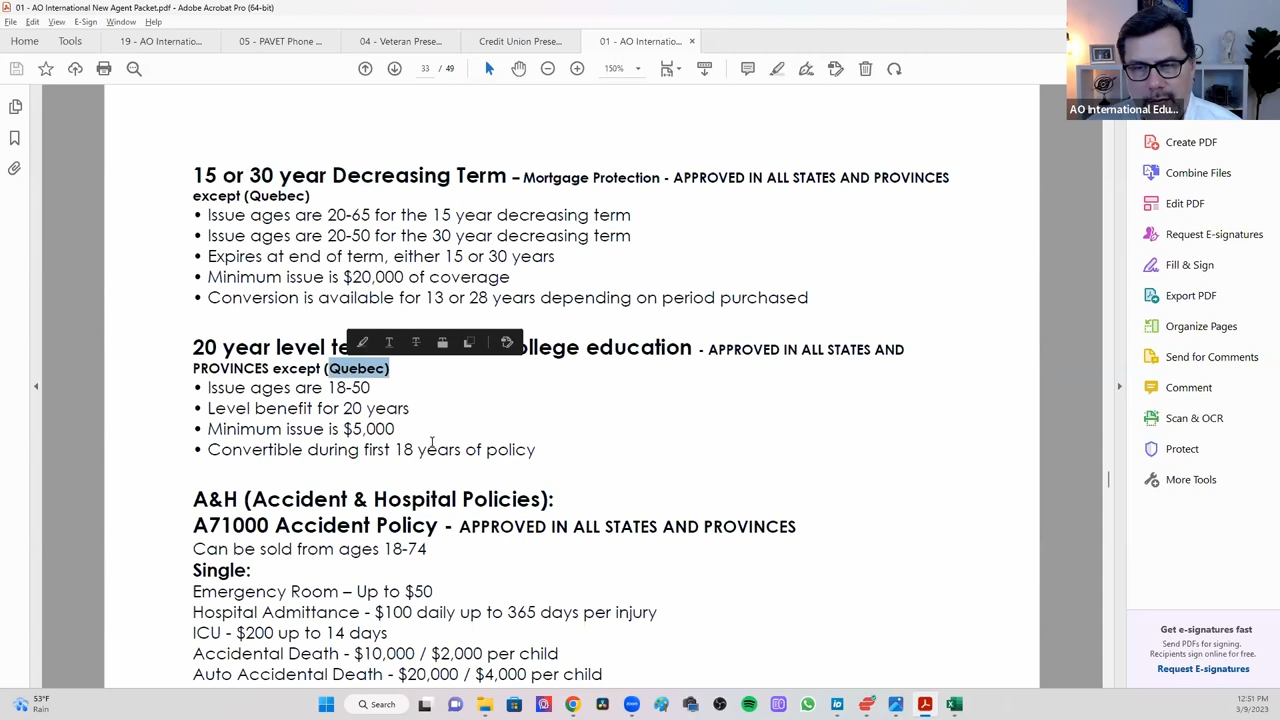 01 - AO International New Agent Packet.pdf - Adobe Acrobat Pro (64-bit)
File Edit View E-Sign Window Help
Home Tools 19 - AO Internatio... 05 - PAVET Phone ... 04 - Veteran Prese... Credit Union Prese... 01 - AO Internatio... ×
33 / 49 150%
AO International Edu...
15 or 30 year Decreasing Term – Mortgage Protection - APPROVED IN ALL STATES AND PROVINCES
except (Quebec)
• Issue ages are 20-65 for the 15 year decreasing term
• Issue ages are 20-50 for the 30 year decreasing term
• Expires at end of term, either 15 or 30 years
• Minimum issue is $20,000 of coverage
• Conversion is available for 13 or 28 years depending on period purchased
20 year level te ollege education - APPROVED IN ALL STATES AND
PROVINCES except (Quebec)
• Issue ages are 18-50
• Level benefit for 20 years
• Minimum issue is $5,000
• Convertible during first 18 years of policy
A&H (Accident & Hospital Policies):
A71000 Accident Policy - APPROVED IN ALL STATES AND PROVINCES
Can be sold from ages 18-74
Single:
Emergency Room – Up to $50
Hospital Admittance - $100 daily up to 365 days per injury
ICU - $200 up to 14 days
Accidental Death - $10,000 / $2,000 per child
Auto Accidental Death - $20,000 / $4,000 per child
Create PDF
Combine Files
Edit PDF
Request E-signatures
Fill & Sign
Export PDF
Organize Pages
Send for Comments
Comment
Scan & OCR
Protect
More Tools
Get e-signatures fast
Send PDFs for signing.
Recipients sign online for free.
Request E-signatures
53°F
Rain
Search
12:51 PM
3/9/2023